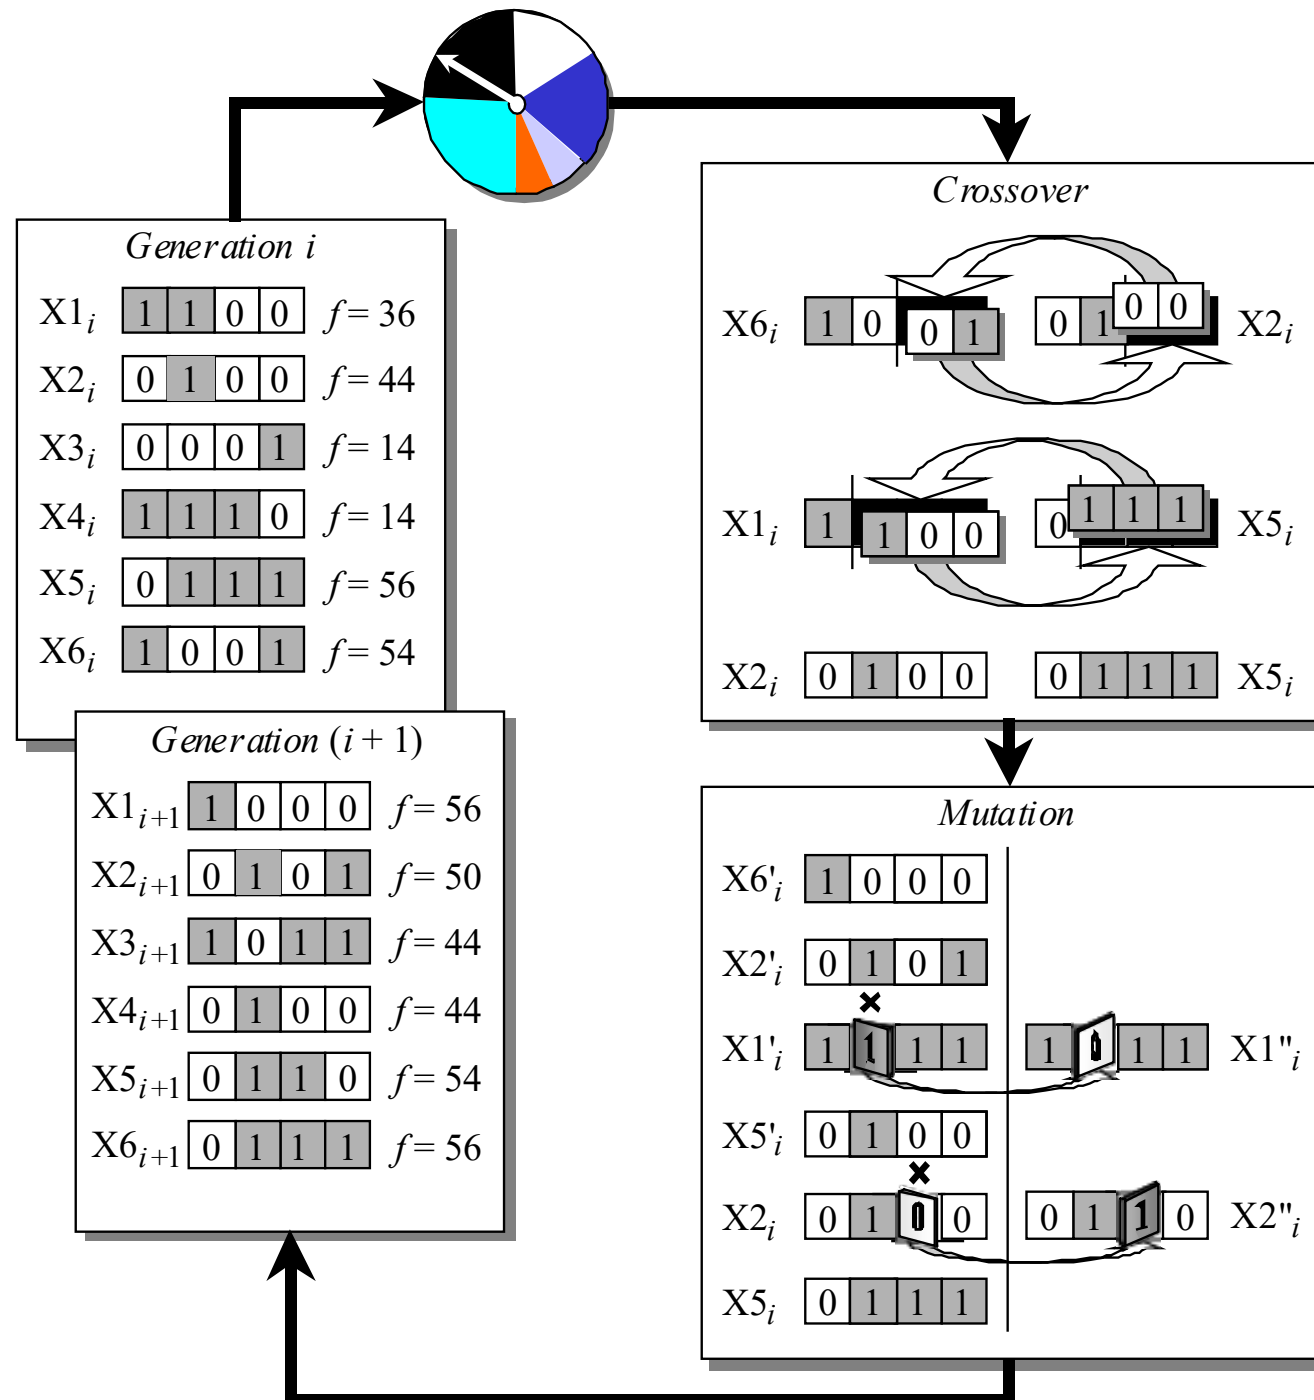 Generation i
X1i 1 1 0 0 f = 36
X2i 0 1 0 0 f = 44
X3i 0 0 0 1 f = 14
X4i 1 1 1 0 f = 14
X5i 0 1 1 1 f = 56
X6i 1 0 0 1 f = 54
Generation (i + 1)
X1i+1 1 0 0 0 f = 56
X2i+1 0 1 0 1 f = 50
X3i+1 1 0 1 1 f = 44
X4i+1 0 1 0 0 f = 44
X5i+1 0 1 1 0 f = 54
X6i+1 0 1 1 1 f = 56
Crossover
X6i 1 0 0 1 0 1 0 0 X2i
X1i 1 1 0 0 0 1 1 1 X5i
X2i 0 1 0 0 0 1 1 1 X5i
Mutation
X6'i 1 0 0 0
X2'i 0 1 0 1
X1'i 1 1 1 1 1 0 1 1 X1"i
X5'i 0 1 0 0
X2i 0 1 0 0 0 1 1 0 X2"i
X5i 0 1 1 1